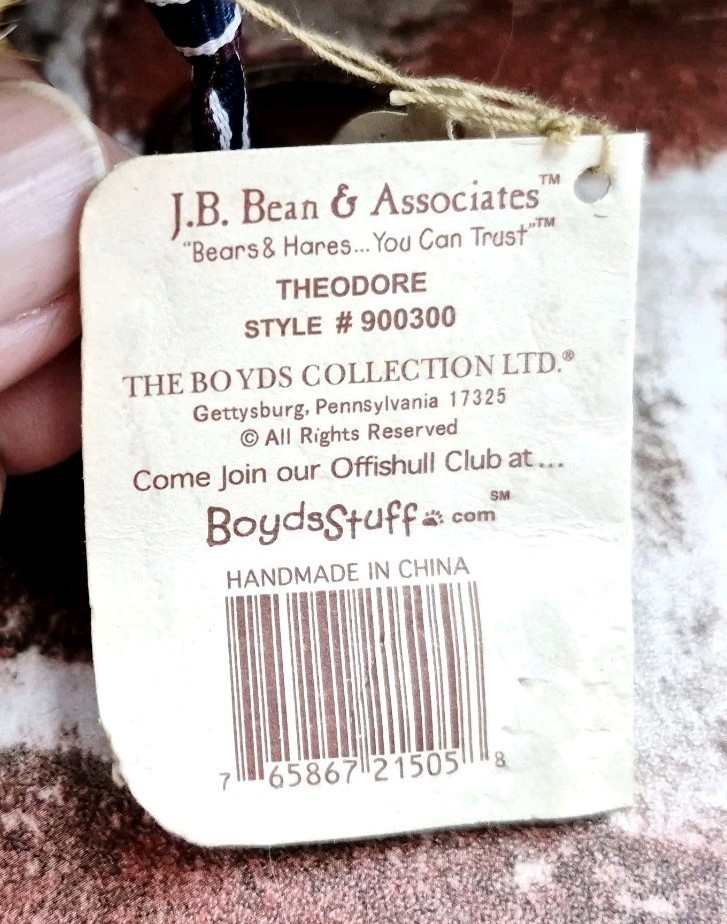 J.B. Bean & Associates™
"Bears & Hares...You Can Trust"™
THEODORE
STYLE # 900300
THE BOYDS COLLECTION LTD.®
Gettysburg, Pennsylvania 17325
© All Rights Reserved
Come Join our Offishull Club at...
BoydsStuff.com℠
HANDMADE IN CHINA
7 65867 21505 8